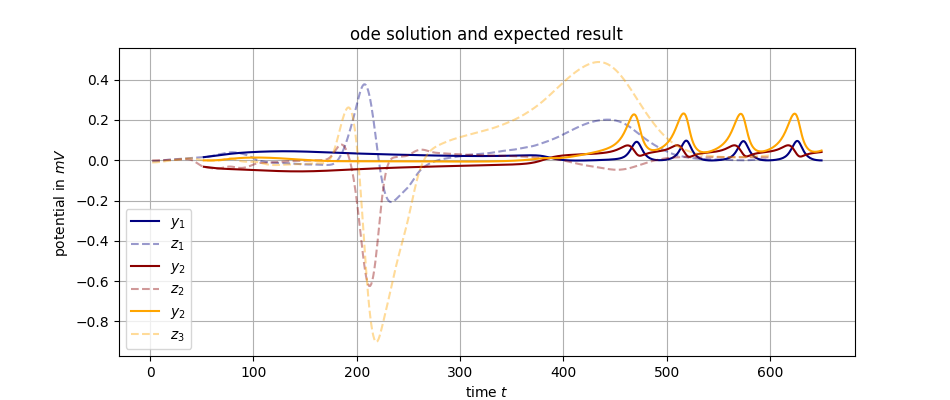 ode solution and expected result
potential in mV
0.4
0.2
0.0
−0.2
−0.4
−0.6
−0.8
y₁
z₁
y₂
z₂
y₂
z₃
0 100 200 300 400 500 600
time t